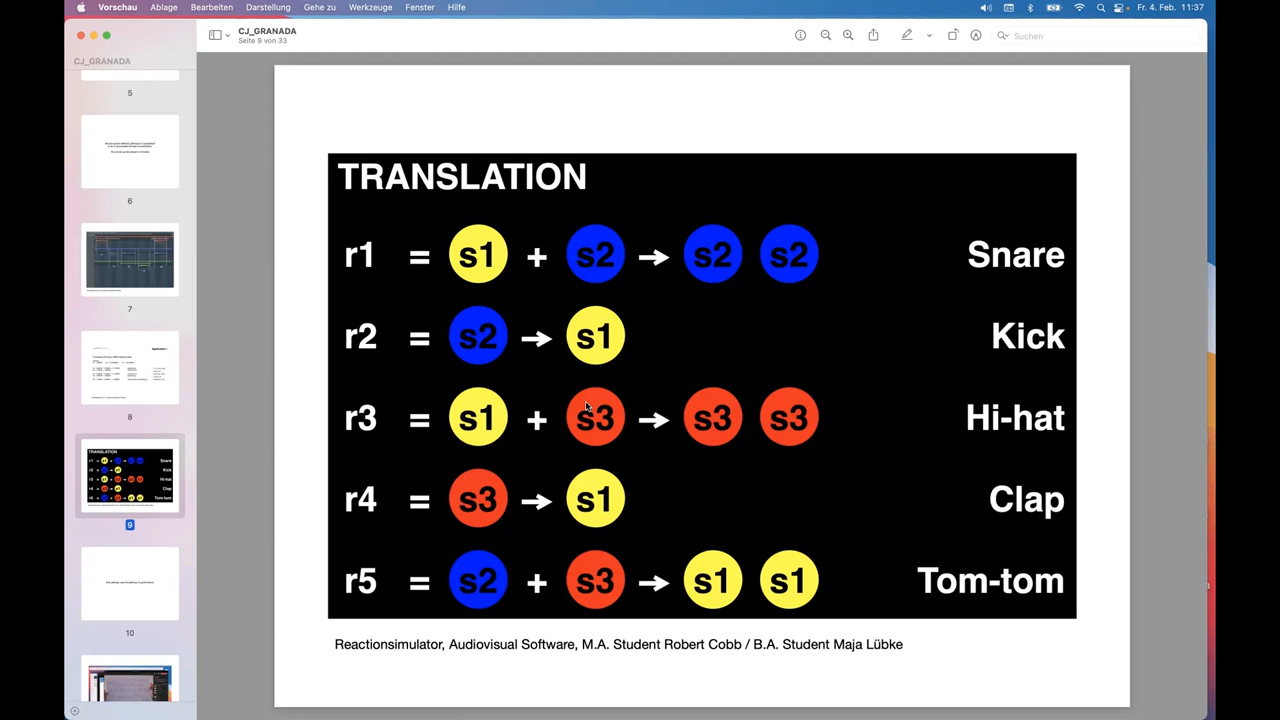 Vorschau Ablage Bearbeiten Darstellung Gehe zu Werkzeuge Fenster Hilfe Fr. 4. Feb. 11:37
CJ_GRANADA
Seite 9 von 33
Suchen
CJ_GRANADA
5
6
7
8
9
10
TRANSLATION
r1 = s1 + s2 → s2 s2 Snare
r2 = s2 → s1 Kick
r3 = s1 + s3 → s3 s3 Hi-hat
r4 = s3 → s1 Clap
r5 = s2 + s3 → s1 s1 Tom-tom
Reactionsimulator, Audiovisual Software, M.A. Student Robert Cobb / B.A. Student Maja Lübke